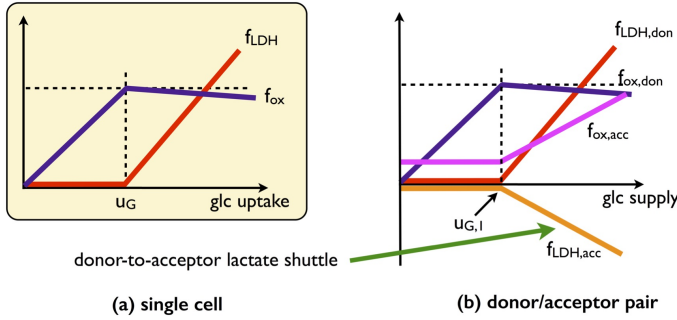 fLDH
fox
uG
glc uptake
(a) single cell
fLDH,don
fox,don
fox,acc
glc supply
uG,1
fLDH,acc
donor-to-acceptor lactate shuttle
(b) donor/acceptor pair